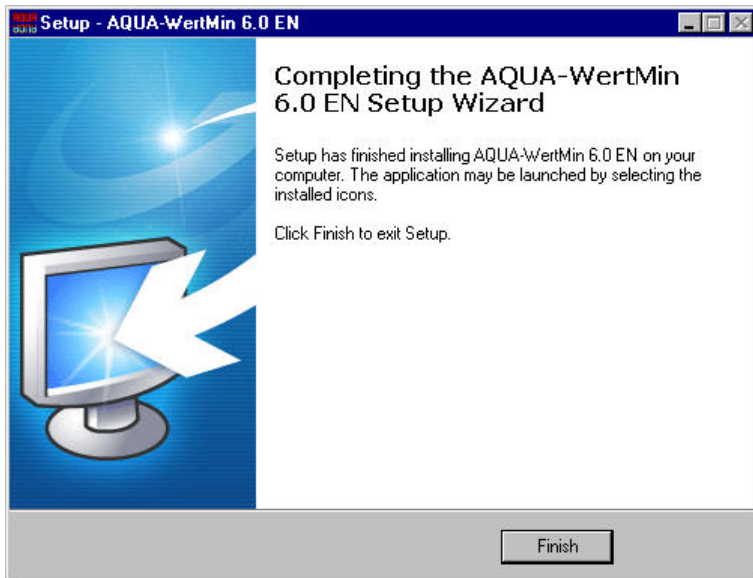 Setup - AQUA-WertMin 6.0 EN
Completing the AQUA-WertMin
6.0 EN Setup Wizard
Setup has finished installing AQUA-WertMin 6.0 EN on your
computer. The application may be launched by selecting the
installed icons.
Click Finish to exit Setup.
Finish